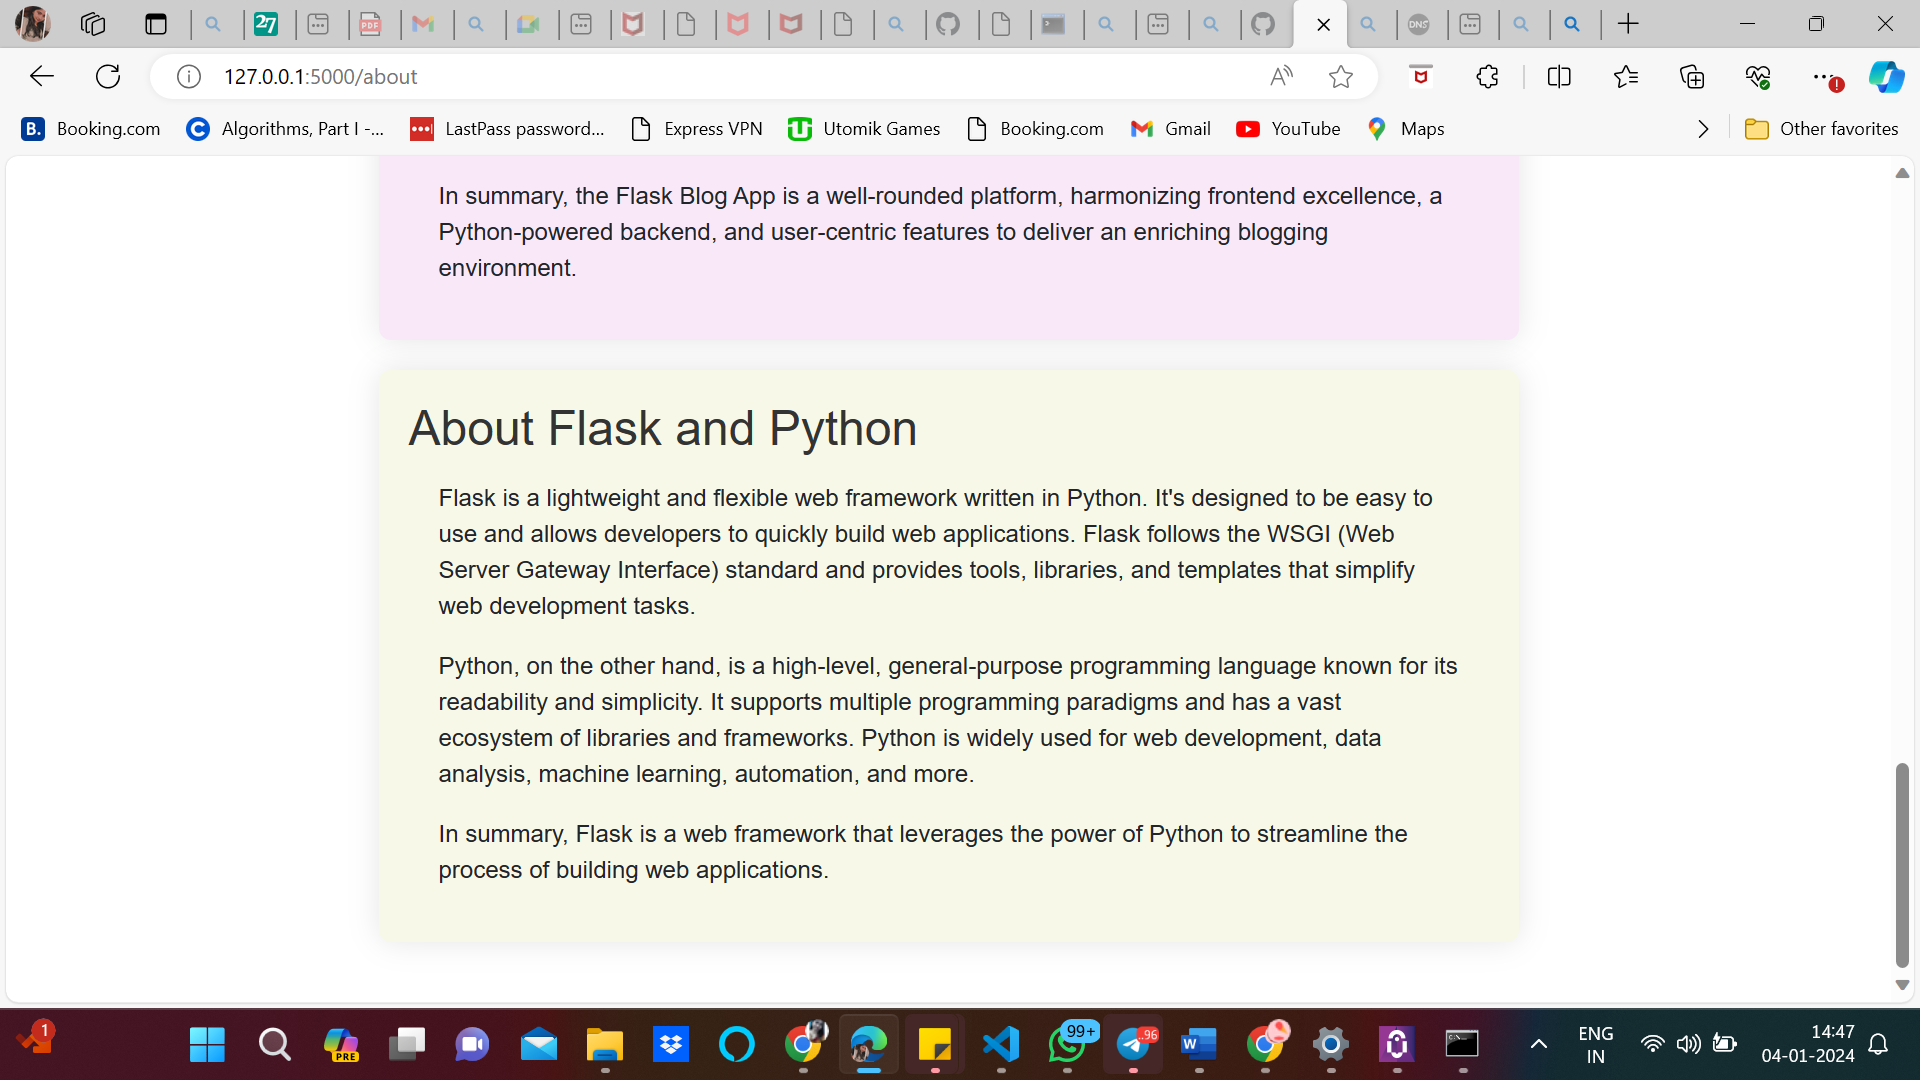 27
PDF
DNS
127.0.0.1:5000/about
Booking.com
Algorithms, Part I -...
LastPass password...
Express VPN
Utomik Games
Booking.com
Gmail
YouTube
Maps
Other favorites
In summary, the Flask Blog App is a well-rounded platform, harmonizing frontend excellence, a
Python-powered backend, and user-centric features to deliver an enriching blogging
environment.
About Flask and Python
Flask is a lightweight and flexible web framework written in Python. It's designed to be easy to
use and allows developers to quickly build web applications. Flask follows the WSGI (Web
Server Gateway Interface) standard and provides tools, libraries, and templates that simplify
web development tasks.
Python, on the other hand, is a high-level, general-purpose programming language known for its
readability and simplicity. It supports multiple programming paradigms and has a vast
ecosystem of libraries and frameworks. Python is widely used for web development, data
analysis, machine learning, automation, and more.
In summary, Flask is a web framework that leverages the power of Python to streamline the
process of building web applications.
1
PRE
99+
..96
ENG
IN
14:47
04-01-2024